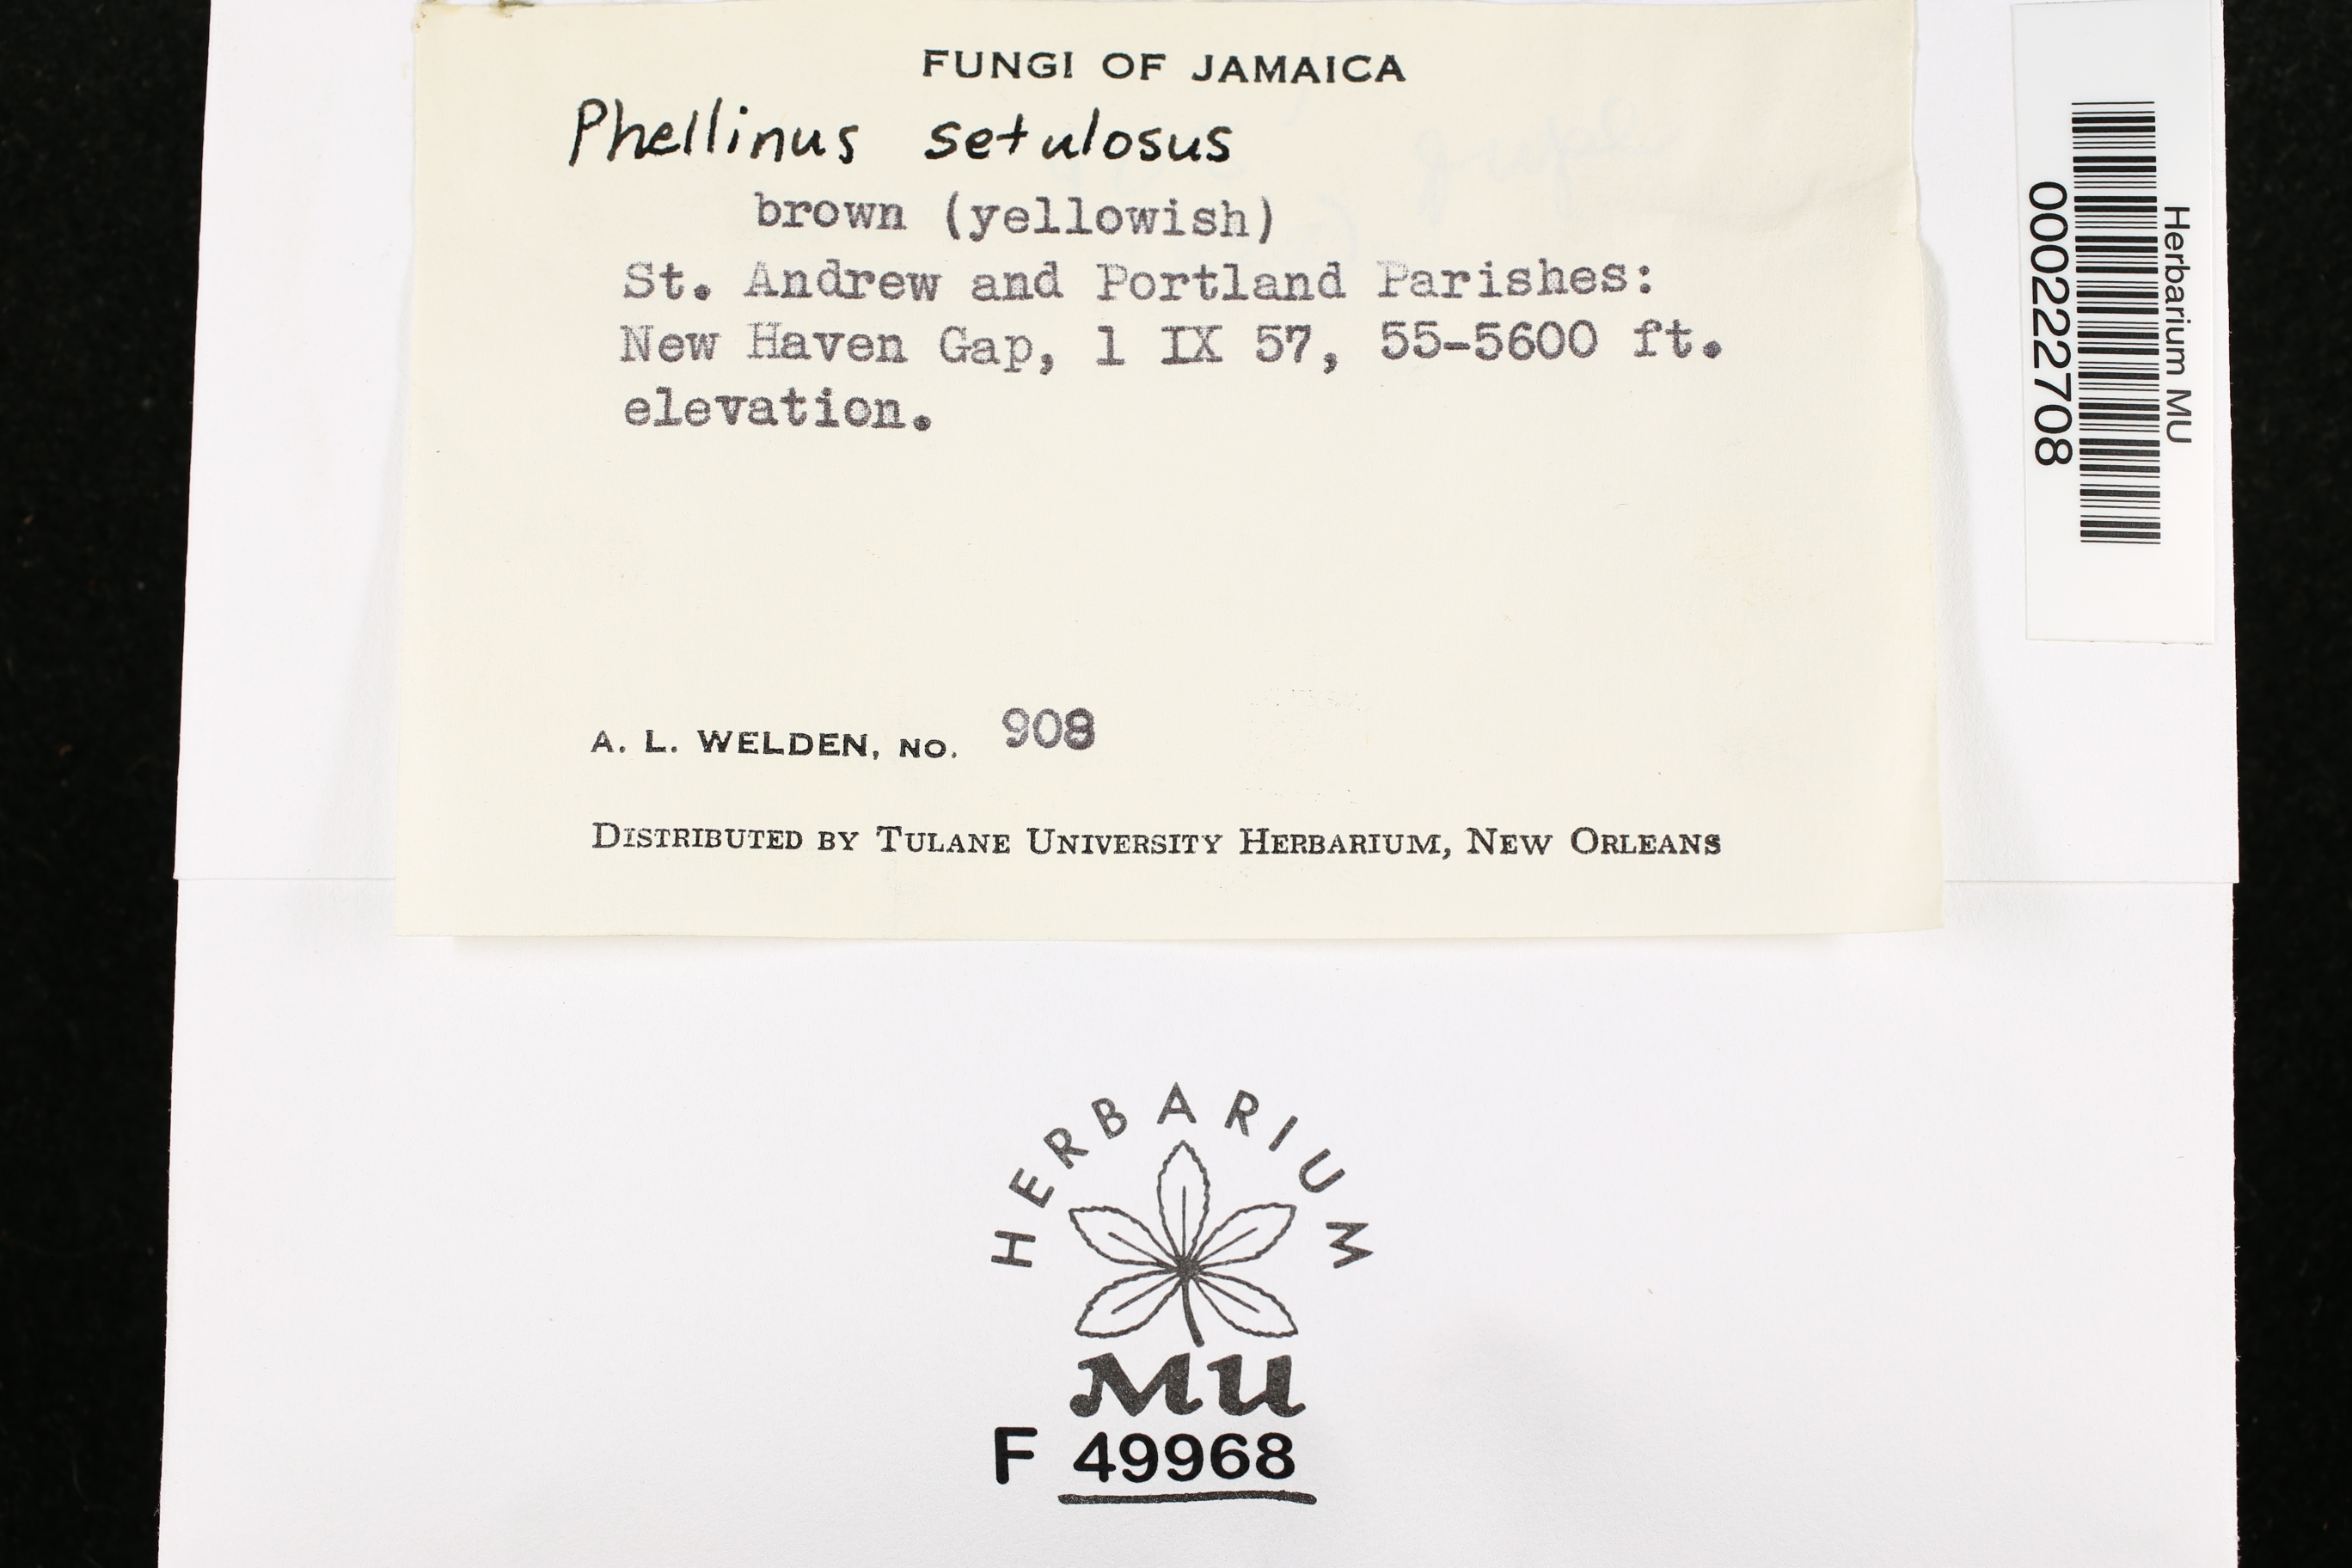 FUNGI OF JAMAICA
Phellinus setulosus
brown (yellowish)
St. Andrew and Portland Parishes:
New Haven Gap, 1 IX 57, 55-5600 ft.
elevation.
A. L. WELDEN, NO. 908
DISTRIBUTED BY TULANE UNIVERSITY HERBARIUM, NEW ORLEANS
Herbarium MU
000222708
HERBARIUM
MU
F 49968